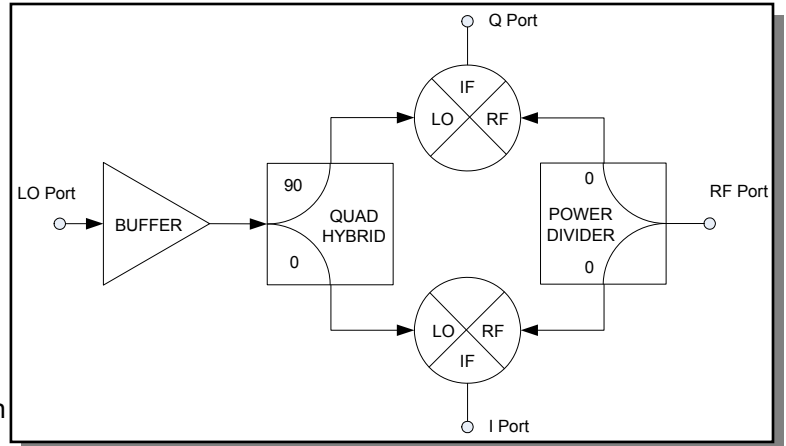 Q Port
IF
LO RF
LO Port
BUFFER
90
QUAD
HYBRID
0
0
POWER
DIVIDER
0
RF Port
LO RF
IF
I Port